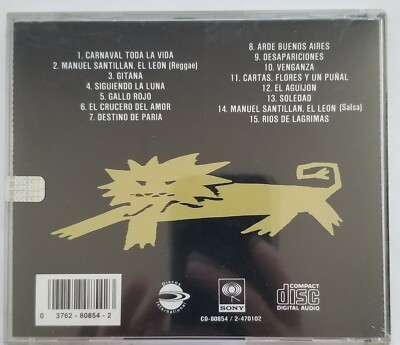 1. CARNAVAL TODA LA VIDA
2. MANUEL SANTILLAN, EL LEON (Reggae)
3. GITANA
4. SIGUIENDO LA LUNA
5. GALLO ROJO
6. EL CRUCERO DEL AMOR
7. DESTINO DE PARIA
8. ARDE BUENOS AIRES
9. DESAPARICIONES
10. VENGANZA
11. CARTAS, FLORES Y UN PUÑAL
12. EL AGUIJON
13. SOLEDAD
14. MANUEL SANTILLAN, EL LEON (Salsa)
15. RIOS DE LAGRIMAS
0 3762-80854-2
Discos International
SONY
CD-80854 / 2-470102
COMPACT
disc
DIGITAL AUDIO